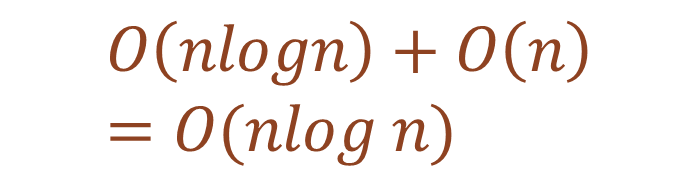 O(nlogn) + O(n)
= O(nlog n)